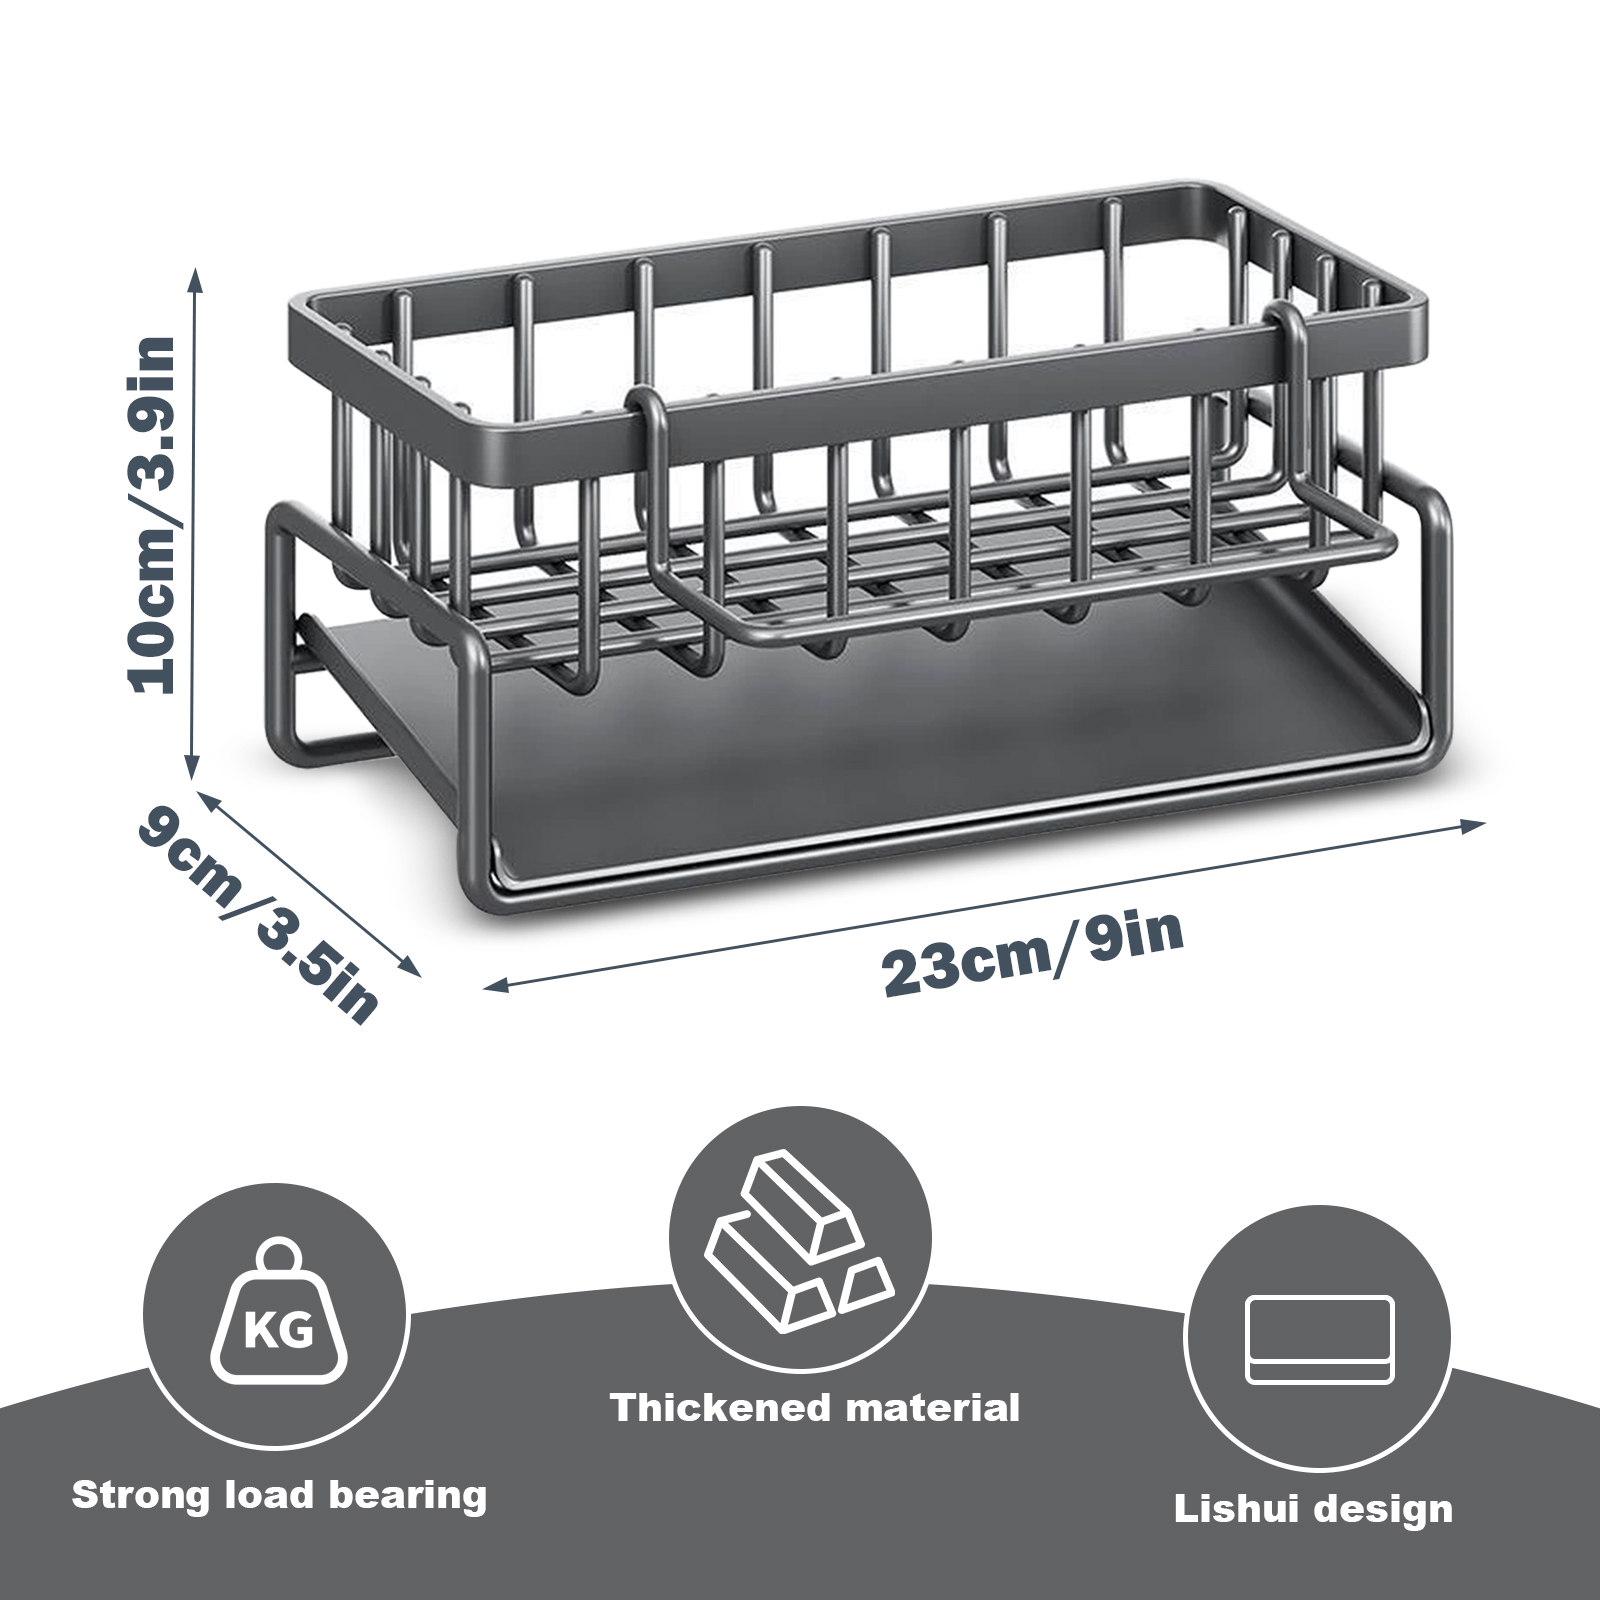 10cm/3.9in
9cm/3.5in
23cm/9in
KG
Thickened material
Strong load bearing
Lishui design